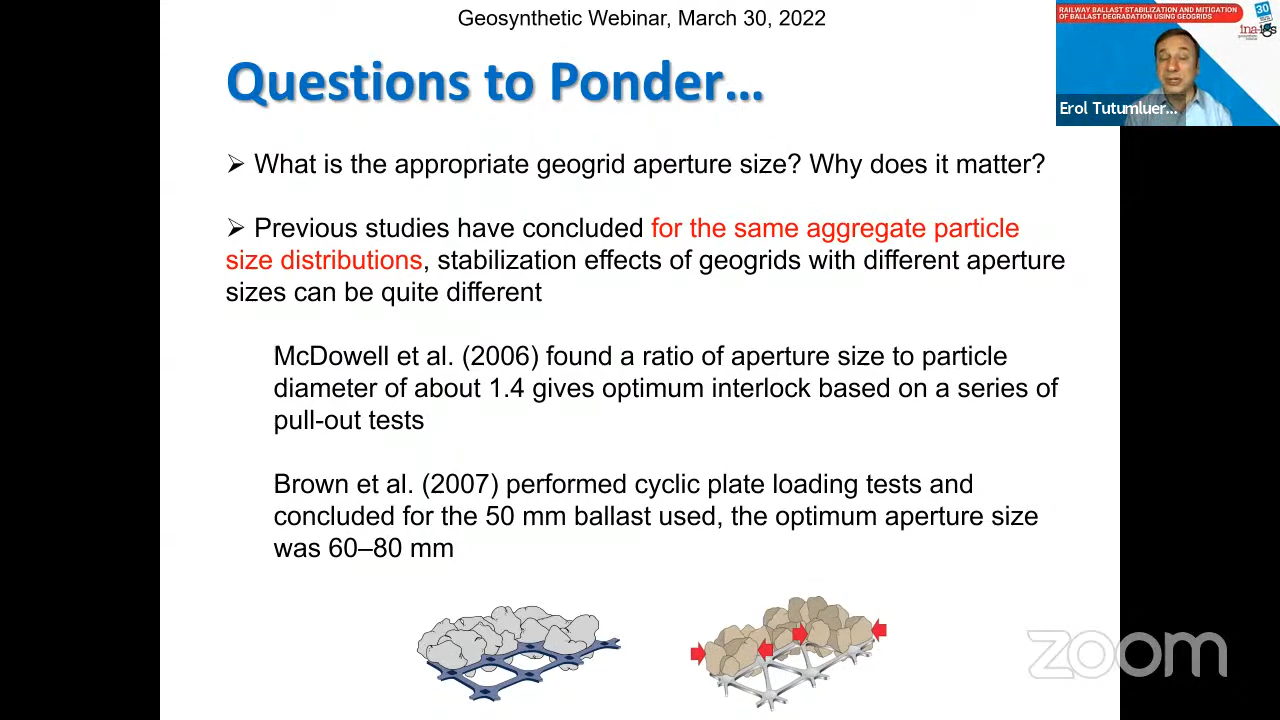 Geosynthetic Webinar, March 30, 2022
RAILWAY BALLAST STABILIZATION AND MITIGATION
OF BALLAST DEGRADATION USING GEOGRIDS
30
ina-igs
Erol Tutumluer...
Questions to Ponder...
➢ What is the appropriate geogrid aperture size? Why does it matter?
➢ Previous studies have concluded for the same aggregate particle
size distributions, stabilization effects of geogrids with different aperture
sizes can be quite different
McDowell et al. (2006) found a ratio of aperture size to particle
diameter of about 1.4 gives optimum interlock based on a series of
pull-out tests
Brown et al. (2007) performed cyclic plate loading tests and
concluded for the 50 mm ballast used, the optimum aperture size
was 60–80 mm
zoom